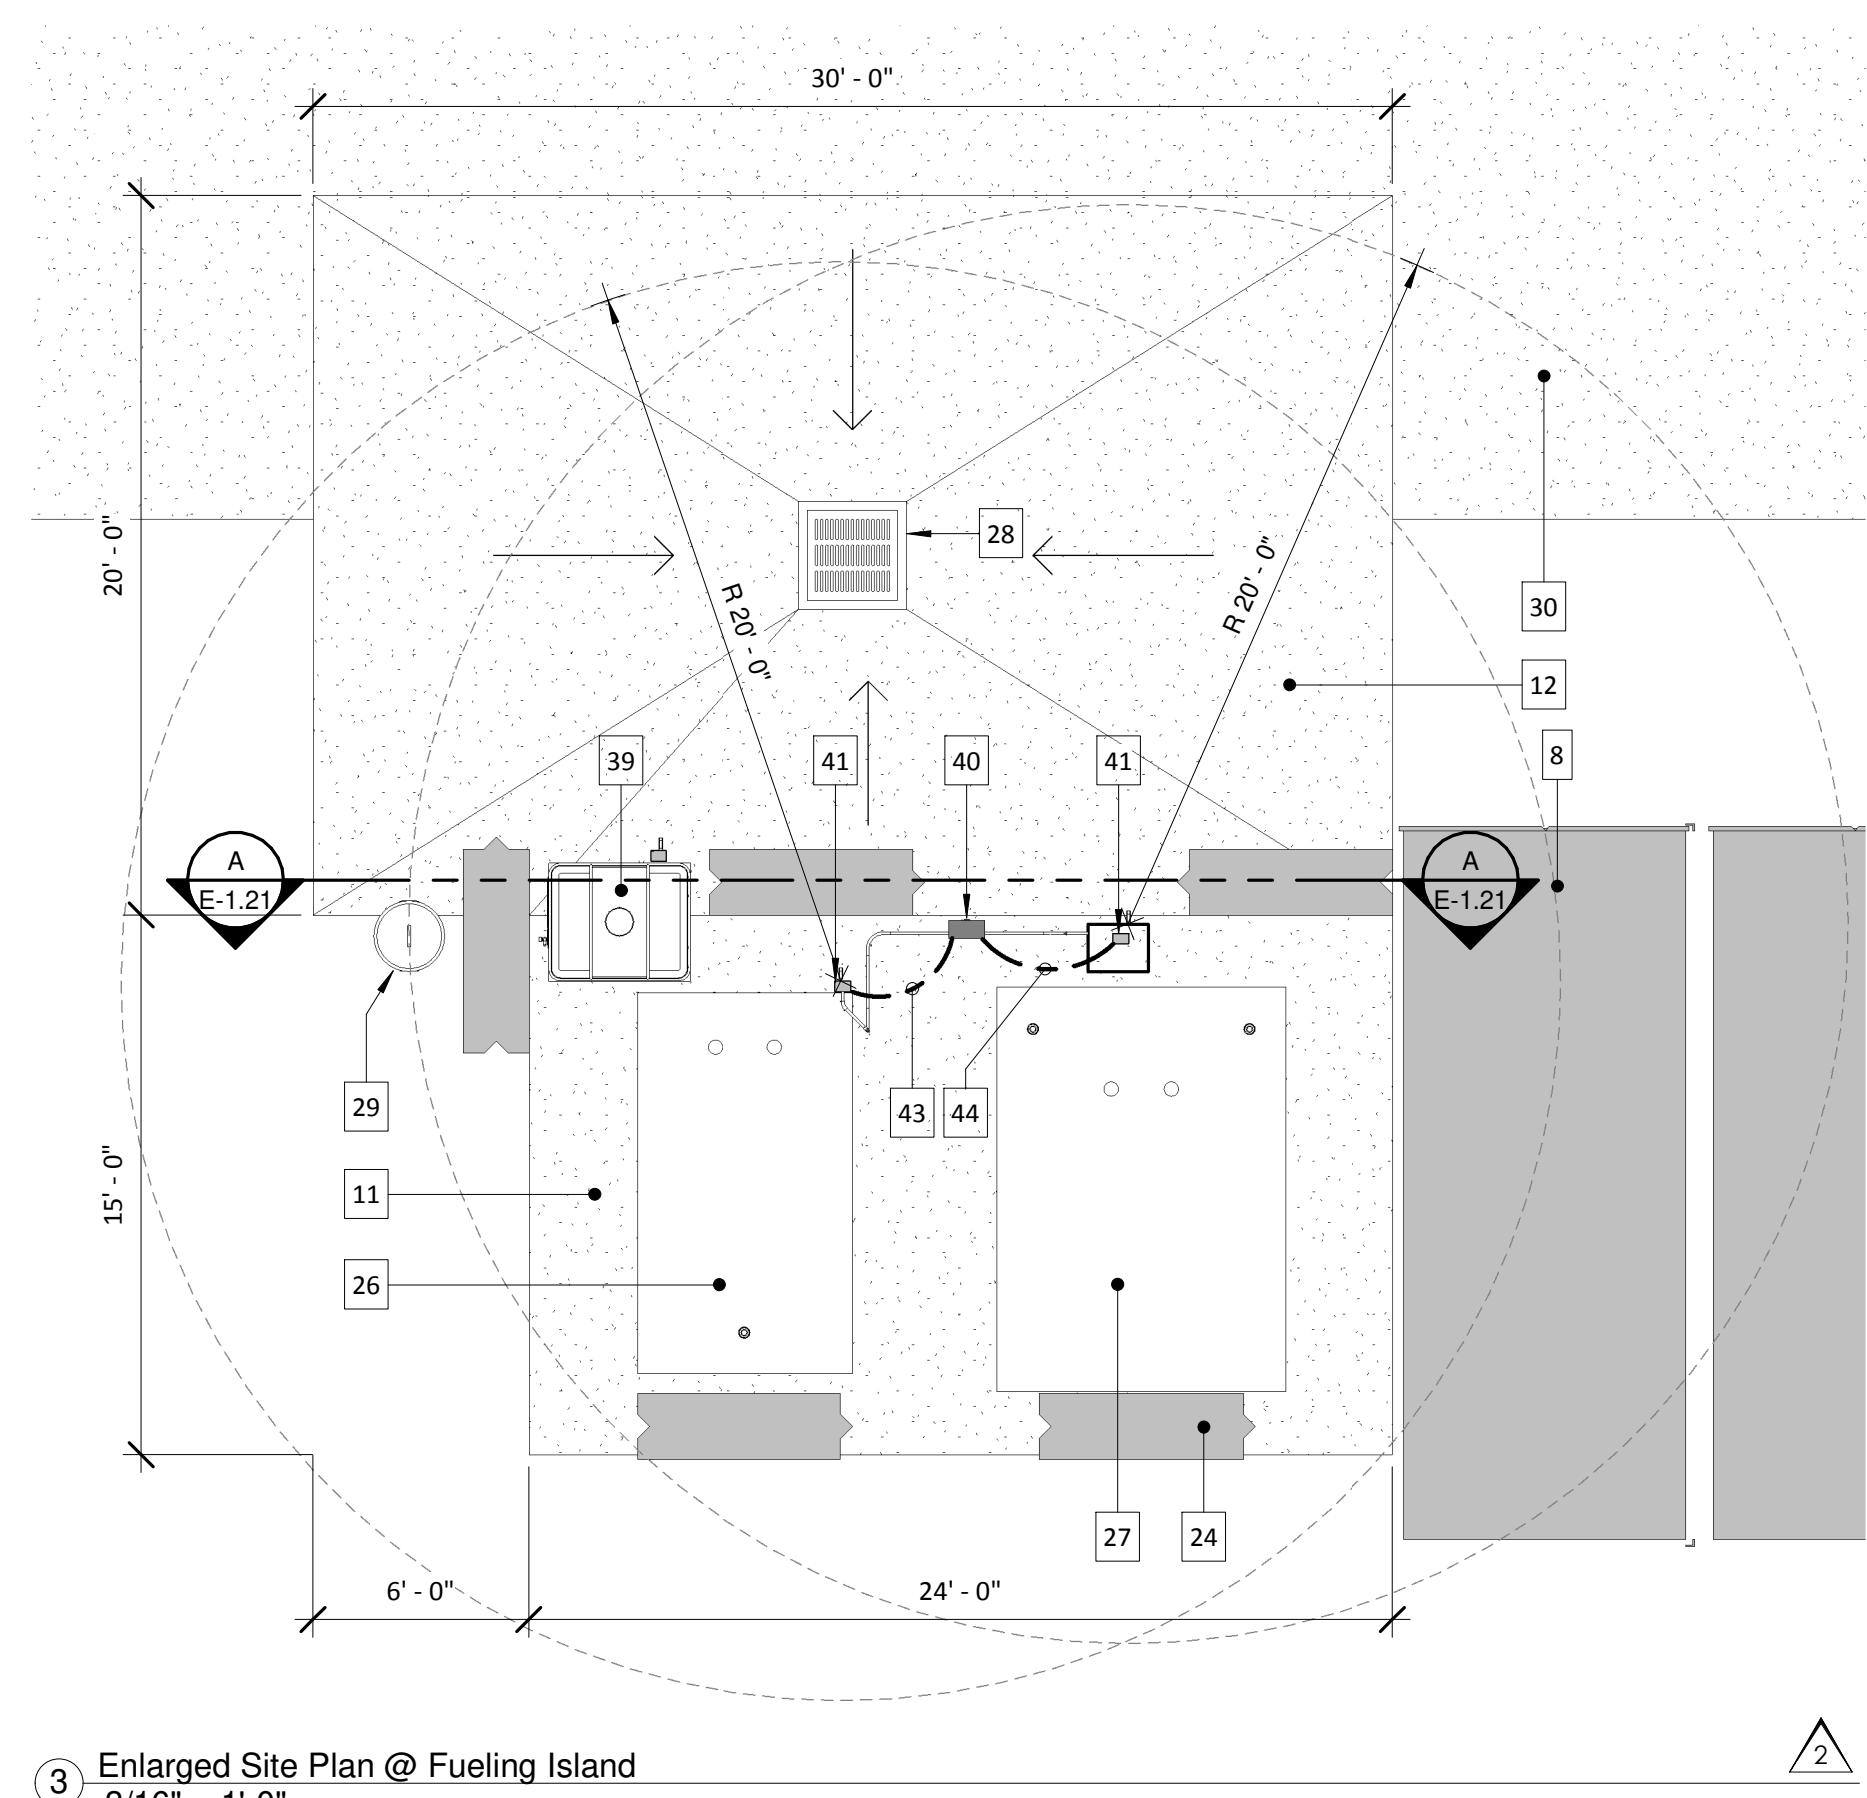 30' - 0"
20' - 0"
28
R 20' - 0"
R 20' - 0"
30
12
39
41
40
41
8
A
E-1.21
A
E-1.21
29
43
44
11
15' - 0"
26
27
24
6' - 0"
24' - 0"
3
Enlarged Site Plan @ Fueling Island
2